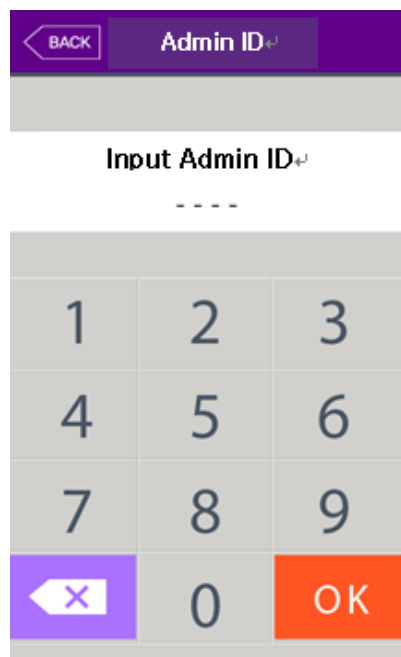 BACK Admin ID↵
Input Admin ID↵
- - - -
1 2 3
4 5 6
7 8 9
0 OK